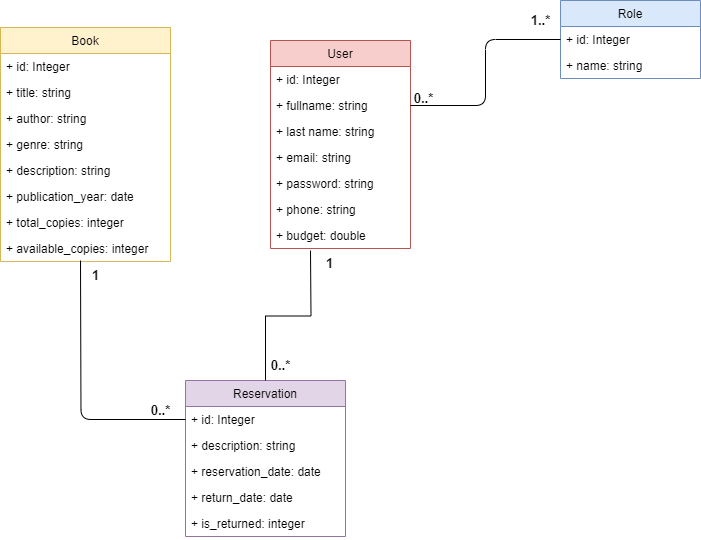 Book
+ id: Integer
+ title: string
+ author: string
+ genre: string
+ description: string
+ publication_year: date
+ total_copies: integer
+ available_copies: integer
1
0..*
User
+ id: Integer
+ fullname: string
+ last name: string
+ email: string
+ password: string
+ phone: string
+ budget: double
0..*
1..*
1
0..*
Role
+ id: Integer
+ name: string
Reservation
+ id: Integer
+ description: string
+ reservation_date: date
+ return_date: date
+ is_returned: integer